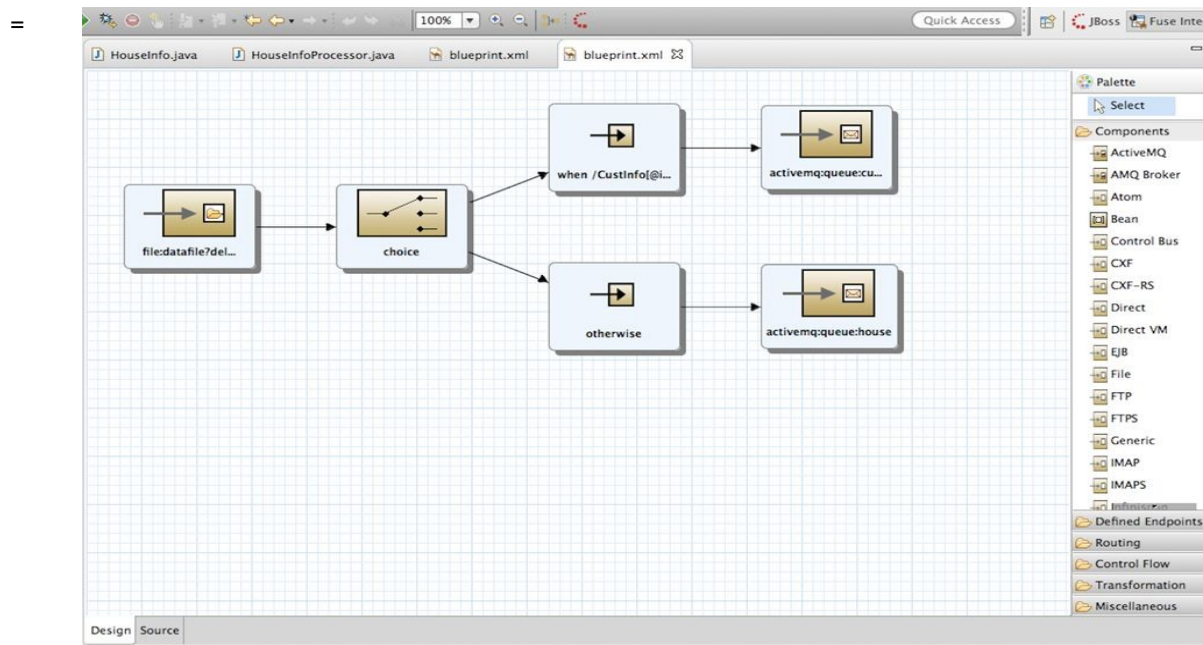 =
100%
Quick Access
JBoss
Fuse Inte
HouseInfo.java
HouseInfoProcessor.java
blueprint.xml
blueprint.xml
Palette
Select
Components
ActiveMQ
AMQ Broker
Atom
Bean
Control Bus
CXF
CXF-RS
Direct
Direct VM
EJB
File
FTP
FTPS
Generic
IMAP
IMAPS
Defined Endpoints
Routing
Control Flow
Transformation
Miscellaneous
when /CustInfo[@i...
activemq:queue:cu...
file:datafile?del...
choice
otherwise
activemq:queue:house
Design
Source